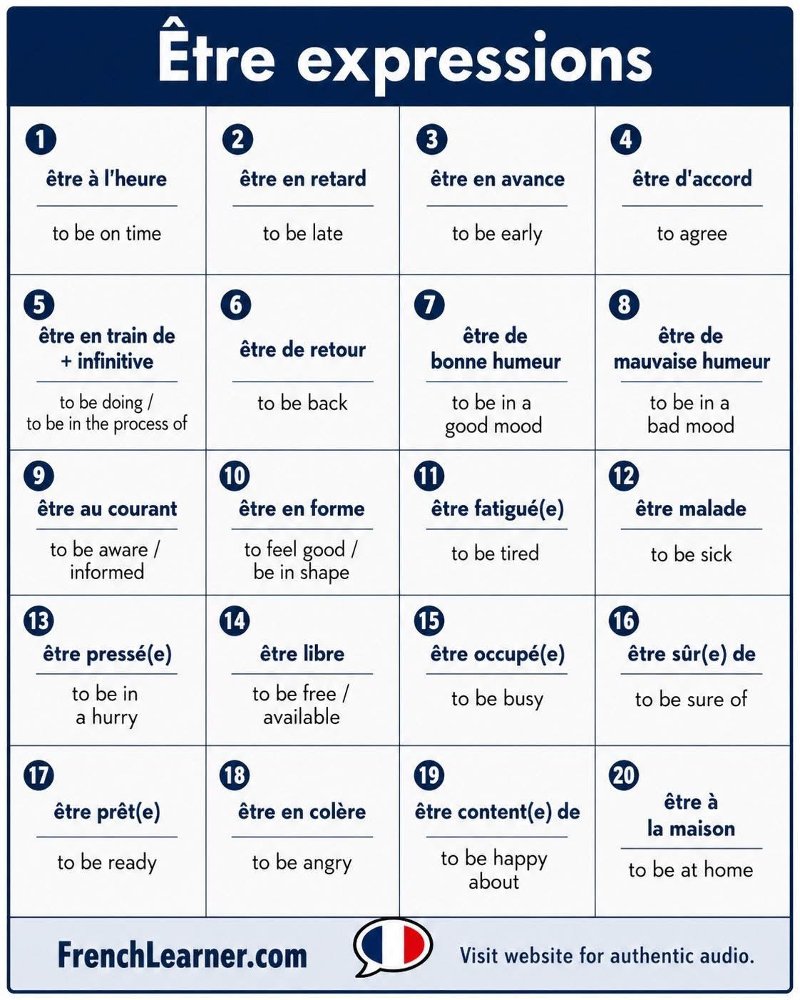 Être expressions
1
être à l'heure
to be on time
2
être en retard
to be late
3
être en avance
to be early
4
être d'accord
to agree
5
être en train de
+ infinitive
to be doing /
to be in the process of
6
être de retour
to be back
7
être de
bonne humeur
to be in a
good mood
8
être de
mauvaise humeur
to be in a
bad mood
9
être au courant
to be aware /
informed
10
être en forme
to feel good /
be in shape
11
être fatigué(e)
to be tired
12
être malade
to be sick
13
être pressé(e)
to be in
a hurry
14
être libre
to be free /
available
15
être occupé(e)
to be busy
16
être sûr(e) de
to be sure of
17
être prêt(e)
to be ready
18
être en colère
to be angry
19
être content(e) de
to be happy
about
20
être à
la maison
to be at home
FrenchLearner.com
Visit website for authentic audio.